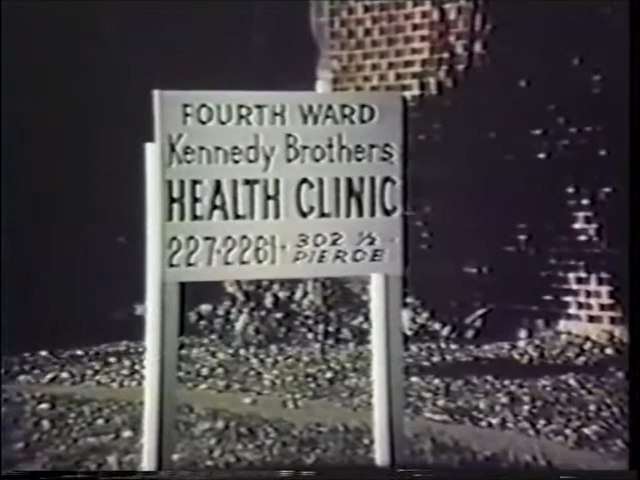 FOURTH WARD
Kennedy Brothers
HEALTH CLINIC
227-2261· 302 ½
PIERCE